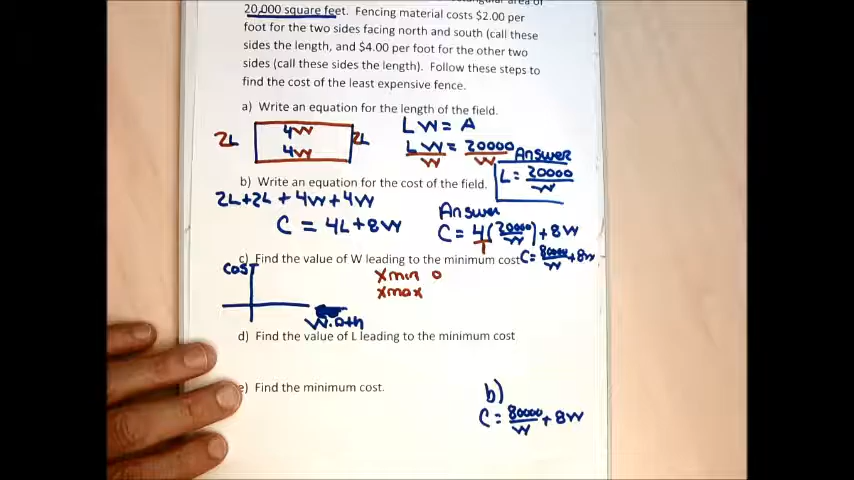 20,000 square feet. Fencing material costs $2.00 per
foot for the two sides facing north and south (call these
sides the length, and $4.00 per foot for the other two
sides (call these sides the length). Follow these steps to
find the cost of the least expensive fence.
a) Write an equation for the length of the field.
2L 4W 2L
4W
LW = A
LW = 20000
W W
Answer
L = 20000
W
b) Write an equation for the cost of the field.
2L+2L+4W+4W
C = 4L+8W
Answer
C = 4(20000/W)+8W
1
C = 80000/W + 8W
c) Find the value of W leading to the minimum cost
COST
Width
Xmin 0
Xmax
d) Find the value of L leading to the minimum cost
e) Find the minimum cost.
b)
C = 80000/W + 8W